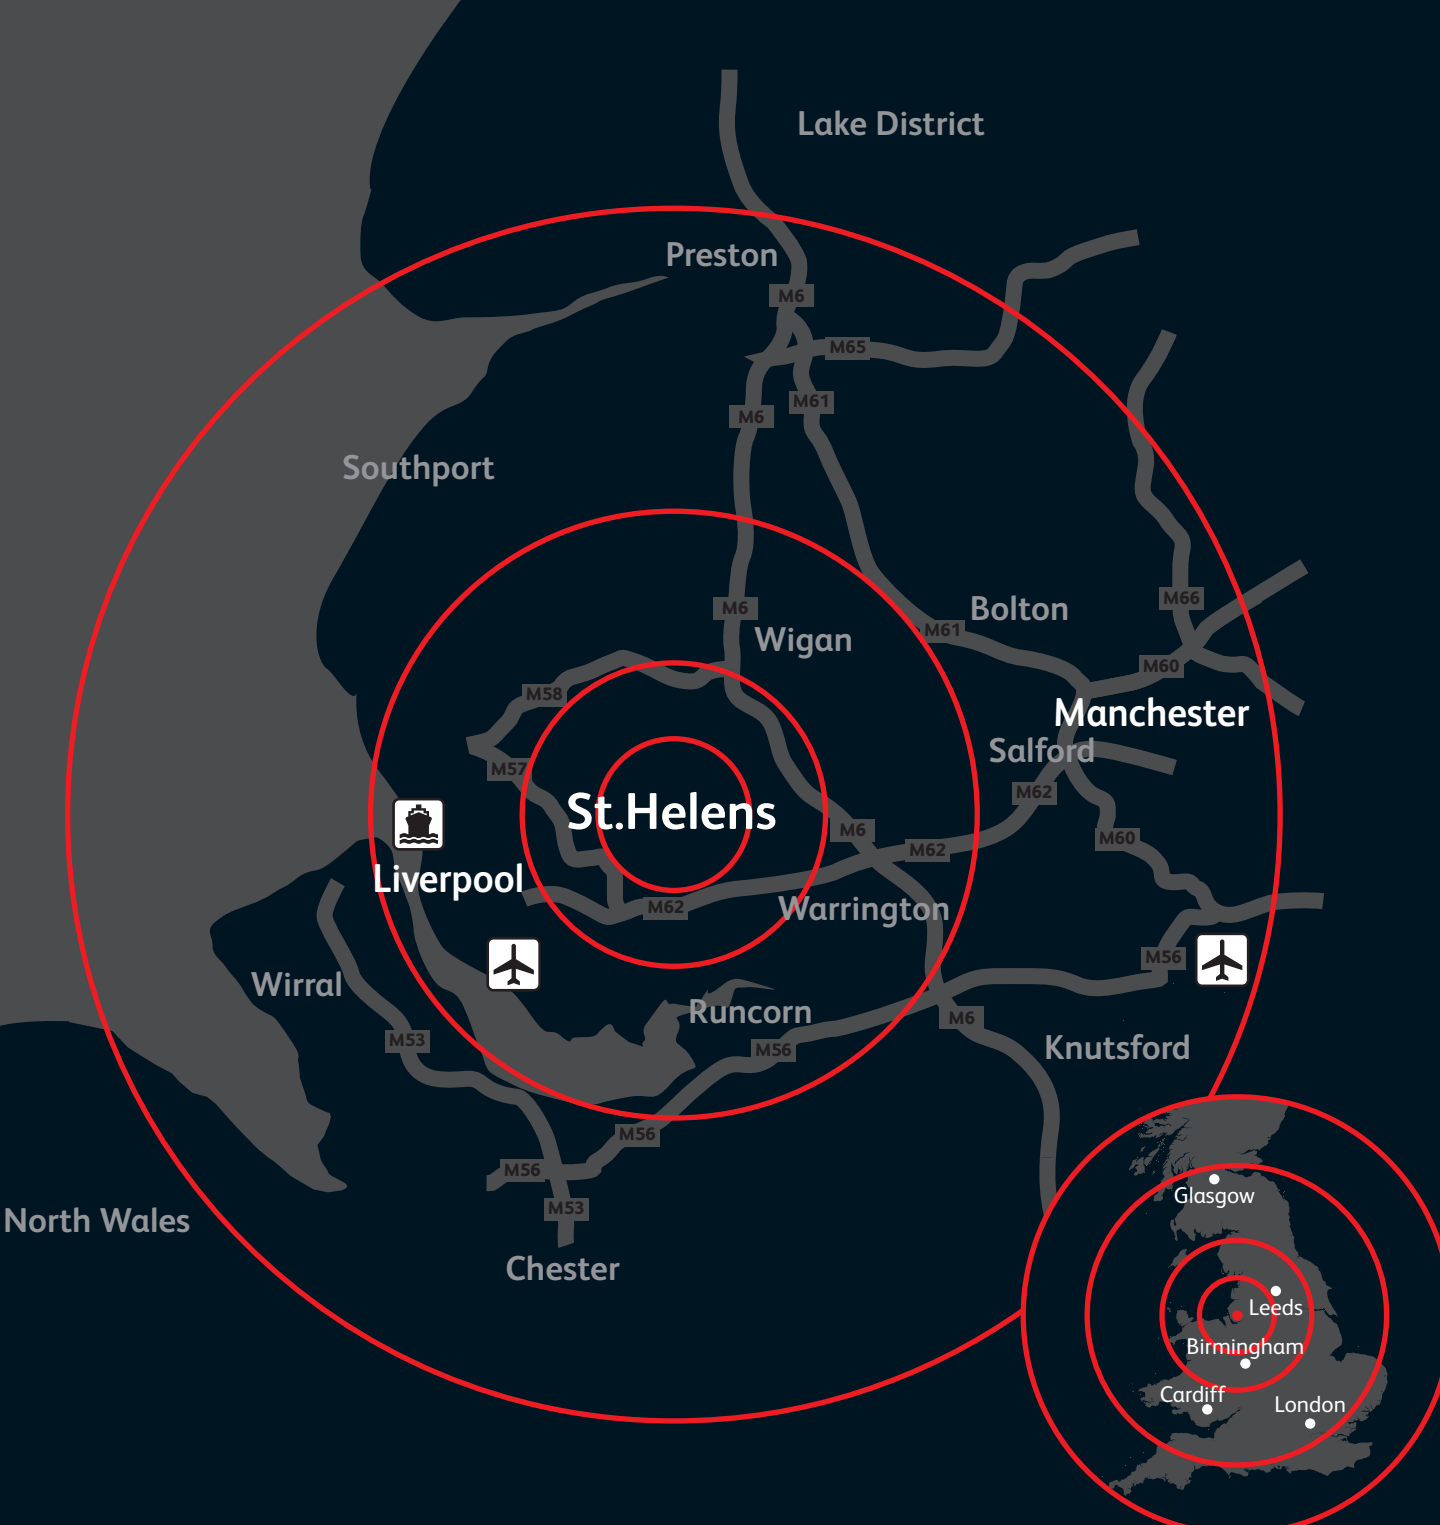 Lake District
Preston
M6
M65
M61
M6
Southport
M66
M6
Bolton
M61
Wigan
M60
M58
Manchester
Salford
M57
M62
St.Helens
M6
M60
M62
Liverpool
M62
Warrington
M56
Wirral
Runcorn
M6
M53
M56
Knutsford
M56
M56
Glasgow
M53
North Wales
Chester
Leeds
Birmingham
Cardiff
London